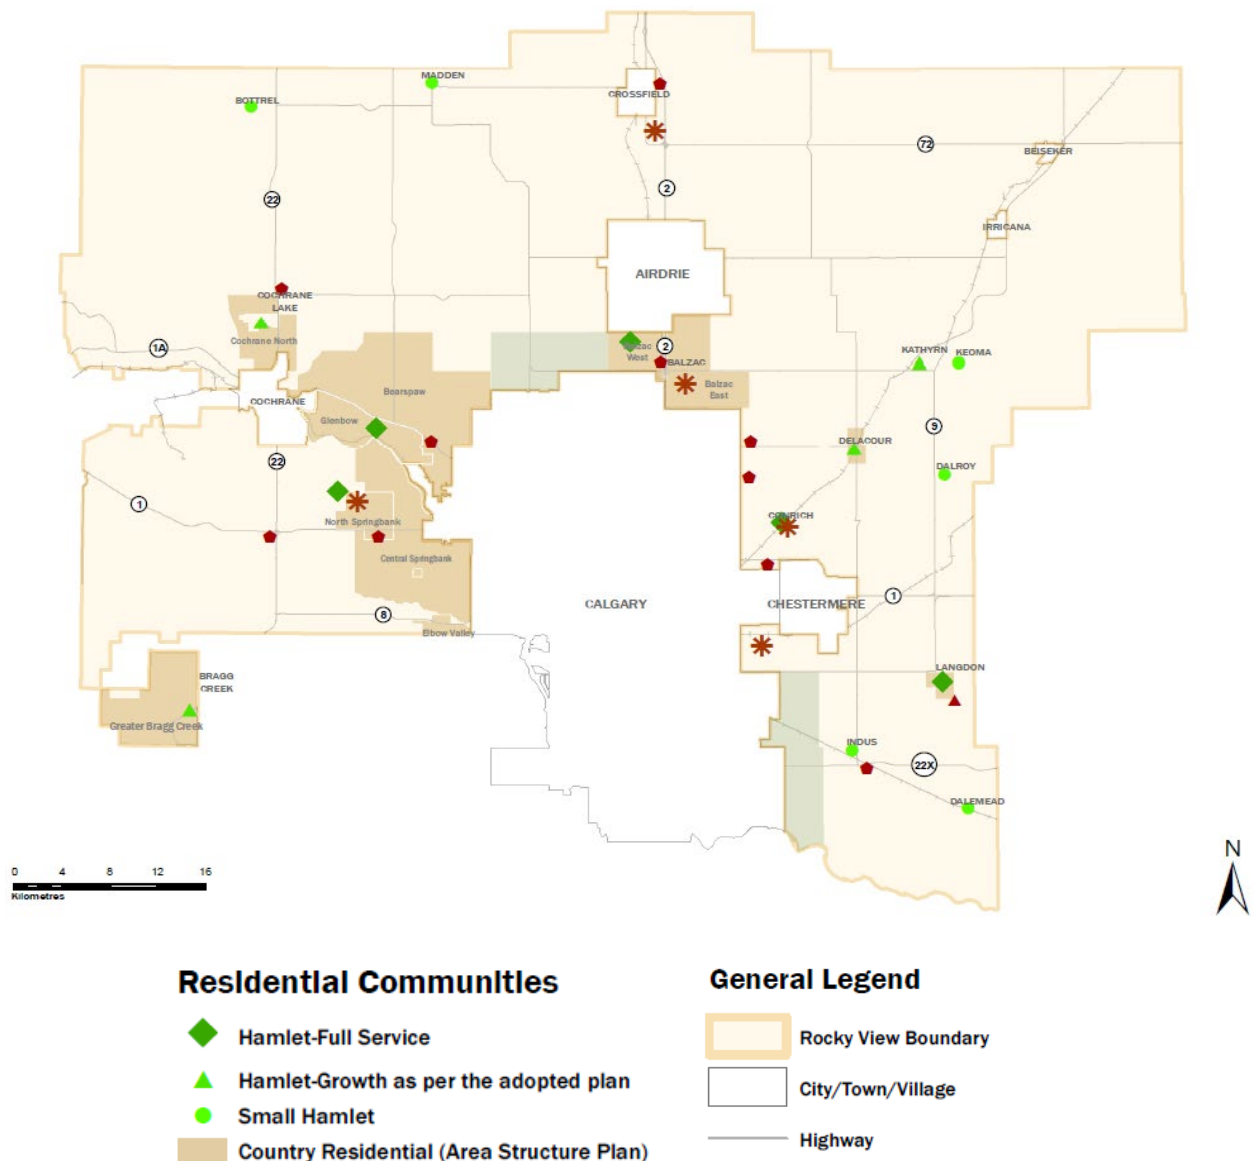 MADDEN
BOTTREL
CROSSFIELD
72
BEISEKER
2
22
IRRICANA
AIRDRIE
COCHRANE
LAKE
Cochrane North
1A
Balzac
West
2
BALZAC
Balzac
East
KATHYRN
KEOMA
Bearspaw
COCHRANE
Glenbow
9
DELACOUR
22
DALROY
1
North Springbank
CONRICH
Central Springbank
CALGARY
CHESTERMERE
1
8
Elbow Valley
BRAGG
CREEK
LANGDON
Greater Bragg Creek
INDUS
22X
DALEMEAD
0 4 8 12 16
Kilometres
N
Residential Communities
Hamlet-Full Service
Hamlet-Growth as per the adopted plan
Small Hamlet
Country Residential (Area Structure Plan)
General Legend
Rocky View Boundary
City/Town/Village
Highway